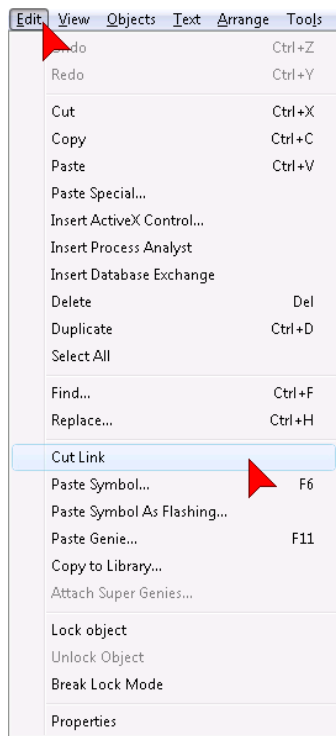 Edit View Objects Text Arrange Tools
Ctrl+Z
Redo Ctrl+Y
Cut Ctrl+X
Copy Ctrl+C
Paste Ctrl+V
Paste Special...
Insert ActiveX Control...
Insert Process Analyst
Insert Database Exchange
Delete Del
Duplicate Ctrl+D
Select All
Find... Ctrl+F
Replace... Ctrl+H
Cut Link
Paste Symbol... F6
Paste Symbol As Flashing...
Paste Genie... F11
Copy to Library...
Attach Super Genies...
Lock object
Unlock Object
Break Lock Mode
Properties